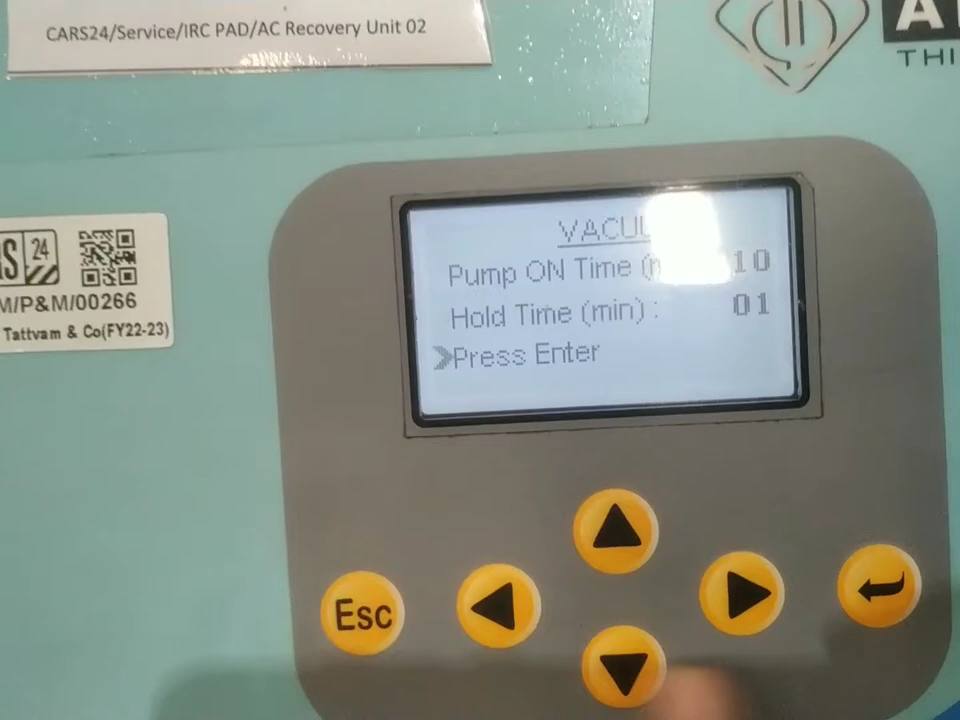 CARS24/Service/IRC PAD/AC Recovery Unit 02
THI
24
M/P&M/00266
Tattvam & Co(FY22-23)
Pump ON Time
10
Hold Time (min) : 01
Press Enter
Esc